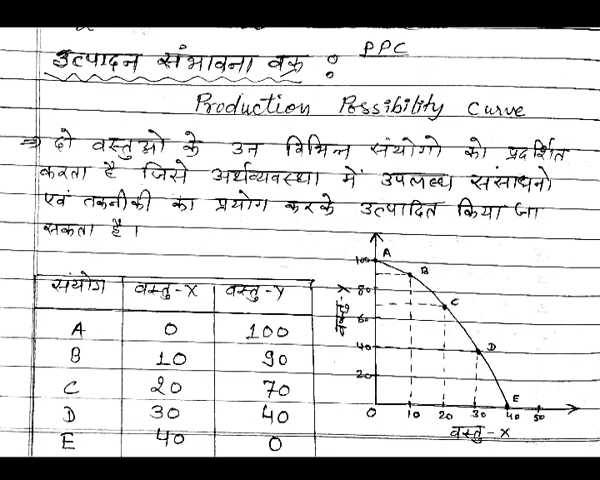 PPC
उत्पादन संभावना वक्र :
Production Possibility Curve
⇒ दो वस्तुओ के उन विभिन्न संयोगो को प्रदर्शित
करता है जिसे अर्थव्यवस्था में उपलब्ध संसाधनो
एवं तकनीकी का प्रयोग करके उत्पादित किया जा
सकता है।
संयोग वस्तु-X वस्तु-Y
A 0 100
B 10 90
C 20 70
D 30 40
E 40 0
100 A
B
80
C
60
वस्तु-X
40 D
20
E
0 10 20 30 40 50
वस्तु-X